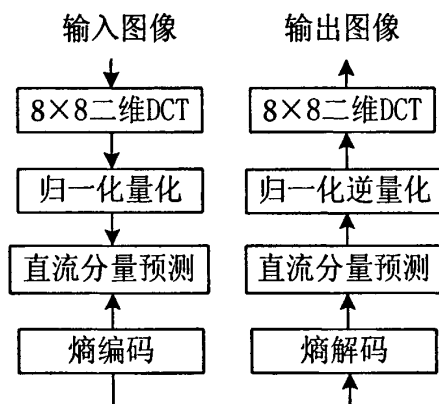 输入图像 输出图像
8×8二维DCT 8×8二维DCT
归一化量化 归一化逆量化
直流分量预测 直流分量预测
熵编码 熵解码